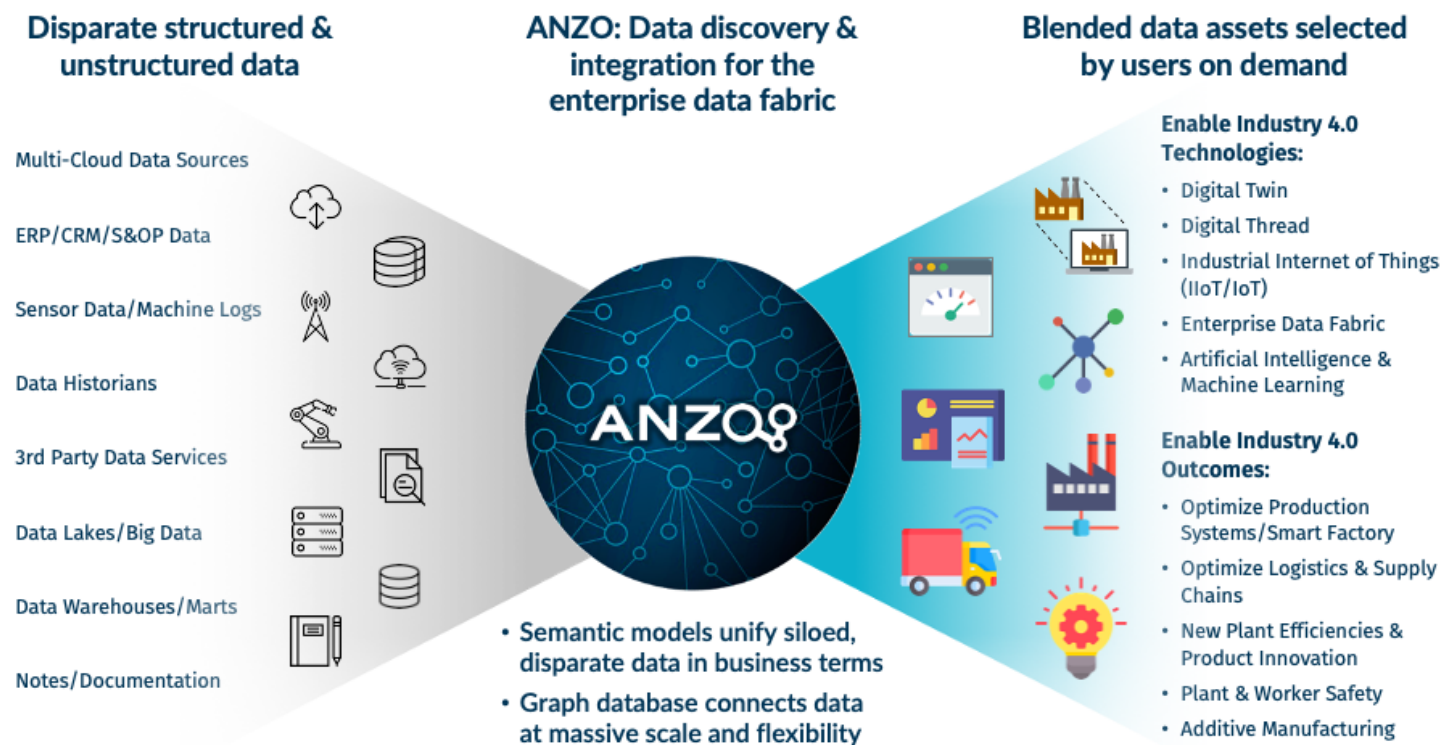 Disparate structured &
unstructured data
Multi-Cloud Data Sources
ERP/CRM/S&OP Data
Sensor Data/Machine Logs
Data Historians
3rd Party Data Services
Data Lakes/Big Data
Data Warehouses/Marts
Notes/Documentation
ANZO: Data discovery &
integration for the
enterprise data fabric
ANZO
• Semantic models unify siloed,
disparate data in business terms
• Graph database connects data
at massive scale and flexibility
Blended data assets selected
by users on demand
Enable Industry 4.0
Technologies:
• Digital Twin
• Digital Thread
• Industrial Internet of Things
(IIoT/IoT)
• Enterprise Data Fabric
• Artificial Intelligence &
Machine Learning
Enable Industry 4.0
Outcomes:
• Optimize Production
Systems/Smart Factory
• Optimize Logistics & Supply
Chains
• New Plant Efficiencies &
Product Innovation
• Plant & Worker Safety
• Additive Manufacturing